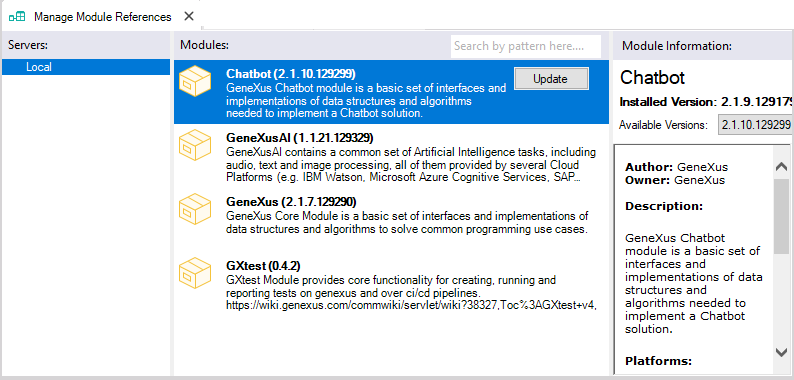 Manage Module References
Servers:
Local
Modules:
Search by pattern here....
Chatbot (2.1.10.129299)
Update
GeneXus Chatbot module is a basic set of interfaces and
implementations of data structures and algorithms
needed to implement a Chatbot solution.
GeneXusAI (1.1.21.129329)
GeneXusAI contains a common set of Artificial Intelligence tasks, including
audio, text and image processing, all of them provided by several Cloud
Platforms (e.g. IBM Watson, Microsoft Azure Cognitive Services, SAP...
GeneXus (2.1.7.129290)
GeneXus Core Module is a basic set of interfaces and implementations of
data structures and algorithms to solve common programming use cases.
GXtest (0.4.2)
GXtest Module provides core functionality for creating, running and
reporting tests on genexus and over ci/cd pipelines.
https://wiki.genexus.com/commwiki/servlet/wiki?38327,Toc%3AGXtest+v4,
Module Information:
Chatbot
Installed Version: 2.1.9.129179
Available Versions:
2.1.10.129299
Author: GeneXus
Owner: GeneXus
Description:
GeneXus Chatbot
module is a basic set of
interfaces and
implementations of data
structures and
algorithms needed to
implement a Chatbot
solution.
Platforms: